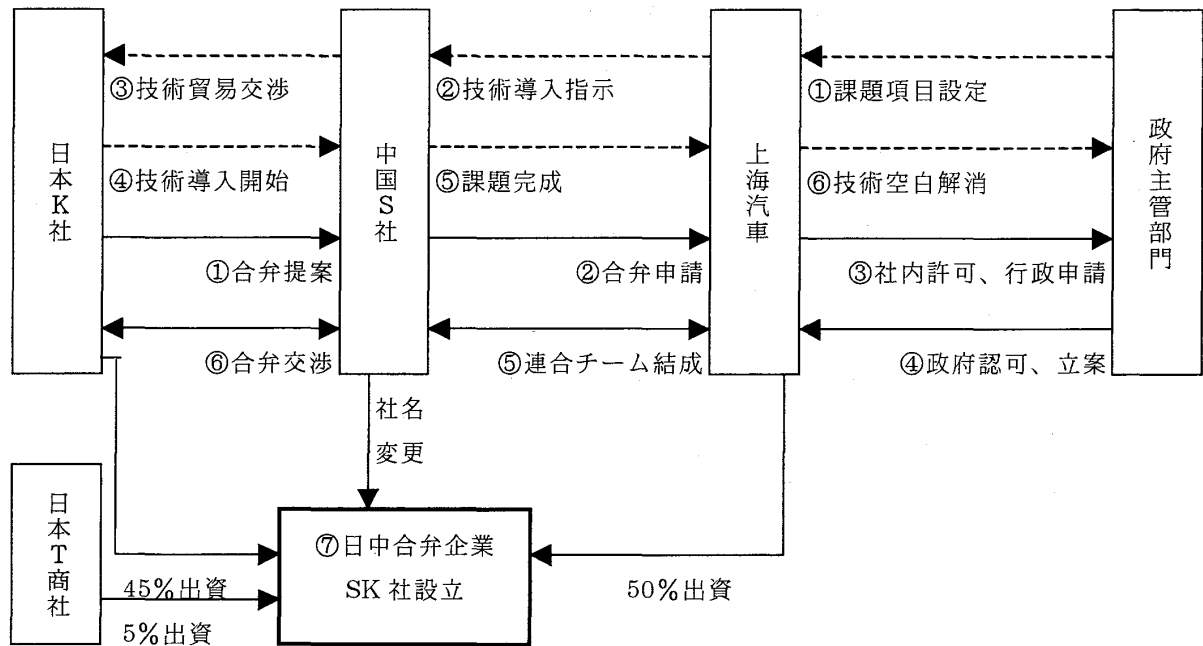 ③技術貿易交渉
②技術導入指示
①課題項目設定
日本K社
中国S社
上海汽車
政府主管部門
④技術導入開始
⑤課題完成
⑥技術空白解消
①合弁提案
②合弁申請
③社内許可、行政申請
⑥合弁交渉
⑤連合チーム結成
④政府認可、立案
社名
変更
日本T商社
⑦日中合弁企業
SK社設立
45%出資
50%出資
5%出資